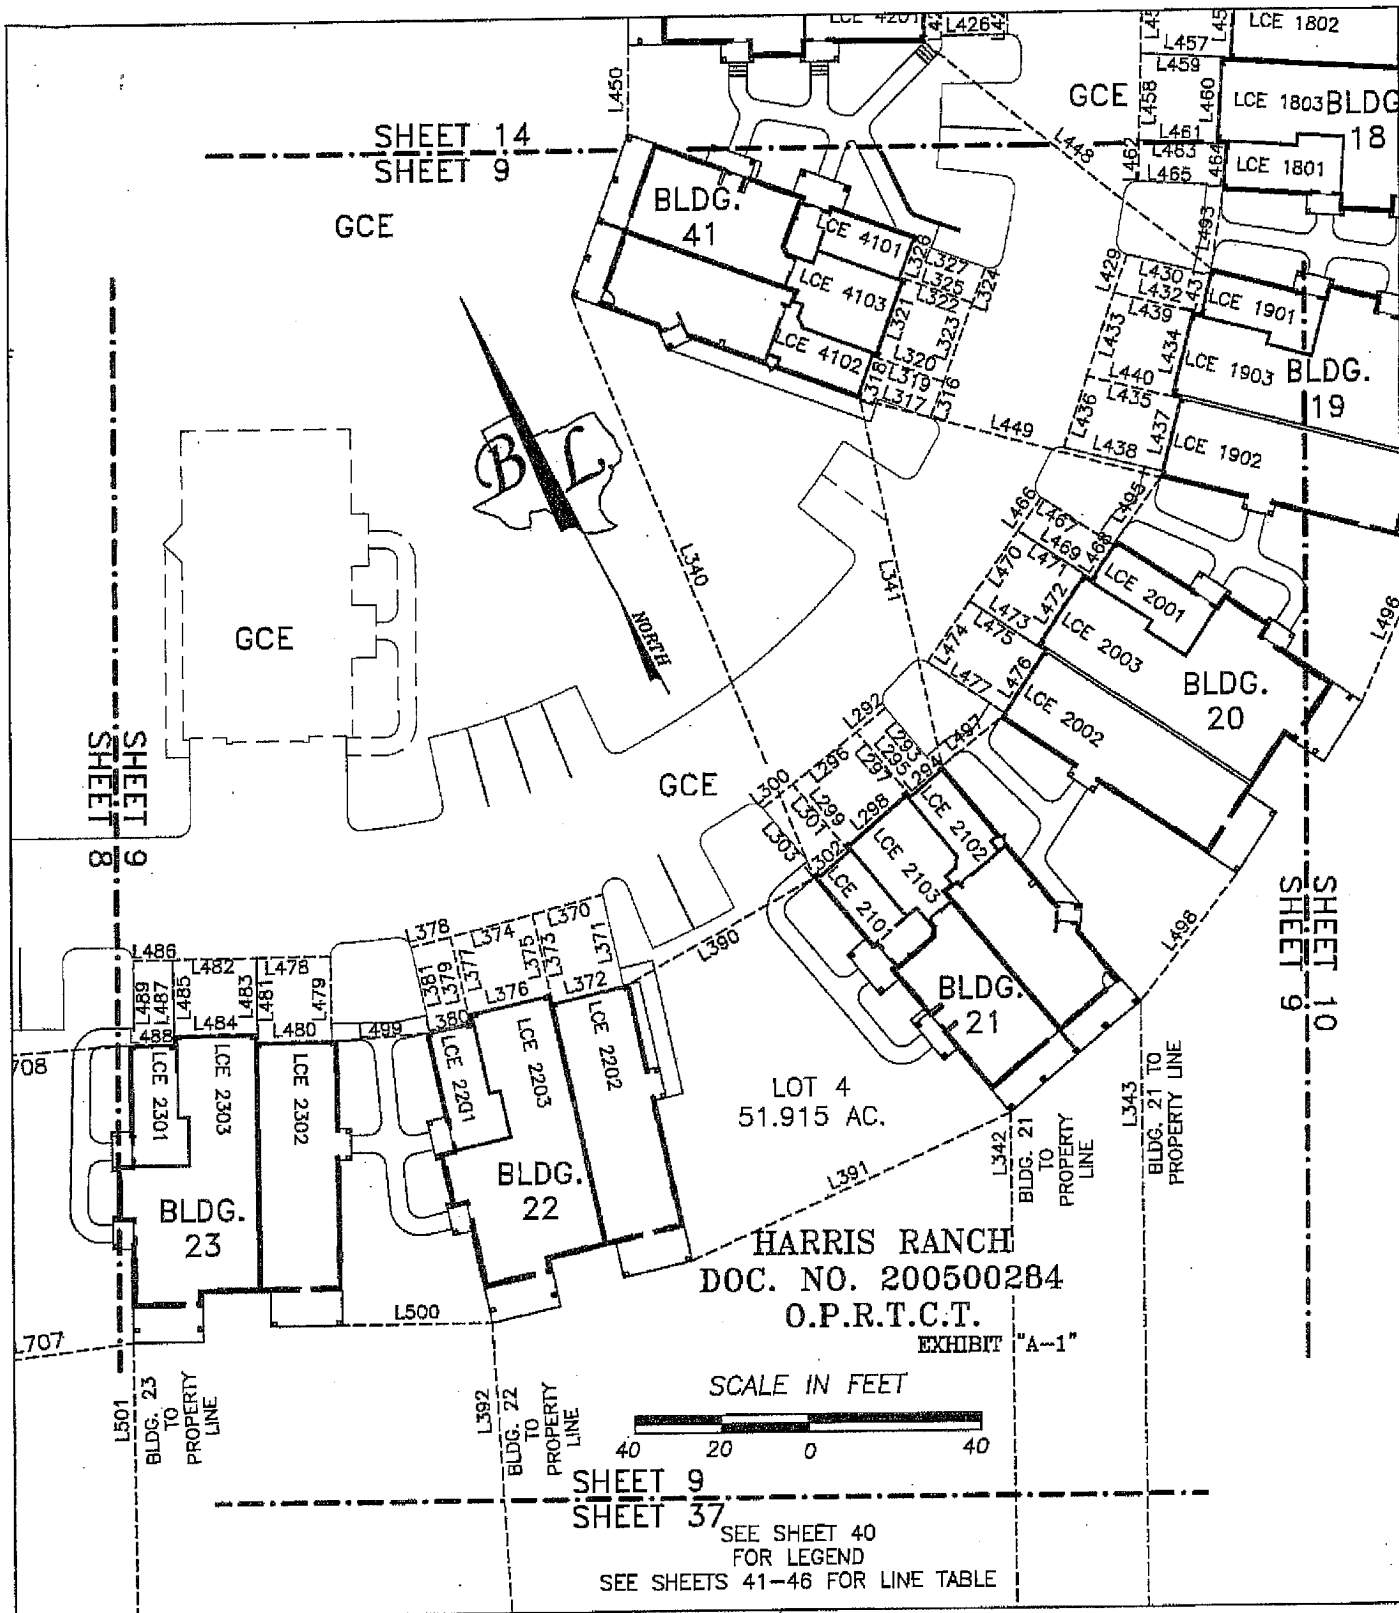 LCE 4201
L426
L457
LCE 1802
L459
L450
GCE
L458
L460
LCE 1803
BLDG
18
SHEET 14
SHEET 9
L448
L461
L462
L463
L464
L465
LCE 1801
GCE
BLDG.
41
LCE 4101
L326
L327
L325
L322
L324
LCE 4103
L321
L323
LCE 4102
L320
L319
L318
L317
L316
L493
L429
L430
L432
L431
L439
LCE 1901
L433
L434
LCE 1903
BLDG.
19
L440
L435
L436
L437
L438
LCE 1902
L449
B L
NORTH
L340
L341
L466
L467
L469
L468
L495
L470
L471
L472
LCE 2001
L473
L475
L474
L476
L477
LCE 2003
LCE 2002
BLDG.
20
L496
GCE
SHEET 9
SHEET 8
GCE
L292
L293
L295
L294
L497
L296
L297
L298
L300
L299
L301
L302
L303
LCE 2102
LCE 2103
LCE 2101
BLDG.
21
L498
SHEET 10
SHEET 9
L378
L374
L370
L381
L379
L377
L375
L373
L371
L390
L376
L372
L380
LCE 2201
LCE 2203
LCE 2202
BLDG.
22
L486
L482
L478
L489
L487
L485
L483
L481
L479
488
L484
L480
L499
708
LCE 2301
LCE 2303
LCE 2302
BLDG.
23
LOT 4
51.915 AC.
L391
L342
BLDG. 21
TO
PROPERTY
LINE
L343
BLDG. 21 TO
PROPERTY LINE
HARRIS RANCH
DOC. NO. 200500284
O.P.R.T.C.T.
EXHIBIT "A-1"
L707
L500
L501
BLDG. 23
TO
PROPERTY
LINE
L392
BLDG. 22
TO
PROPERTY
LINE
SCALE IN FEET
40 20 0 40
SHEET 9
SHEET 37
SEE SHEET 40
FOR LEGEND
SEE SHEETS 41-46 FOR LINE TABLE